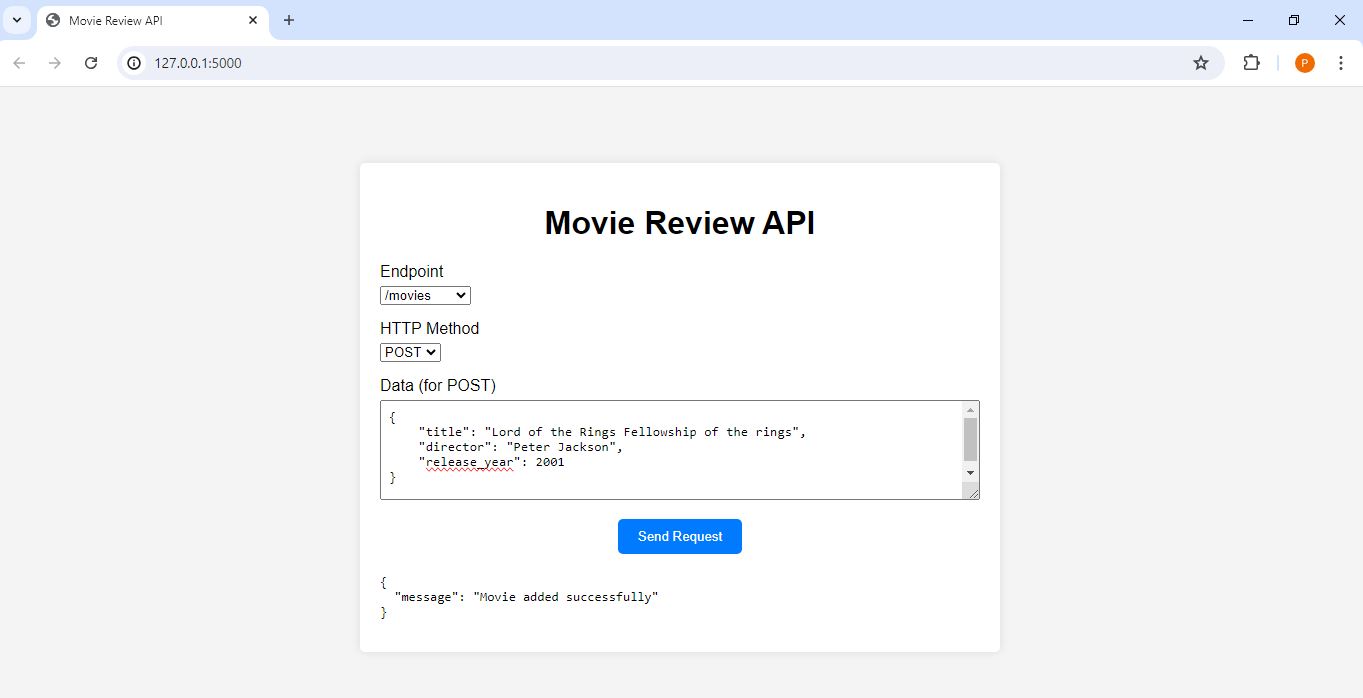 Movie Review API
127.0.0.1:5000
P
Movie Review API
Endpoint
/movies
HTTP Method
POST
Data (for POST)
{
    "title": "Lord of the Rings Fellowship of the rings",
    "director": "Peter Jackson",
    "release_year": 2001
}
Send Request
{
  "message": "Movie added successfully"
}